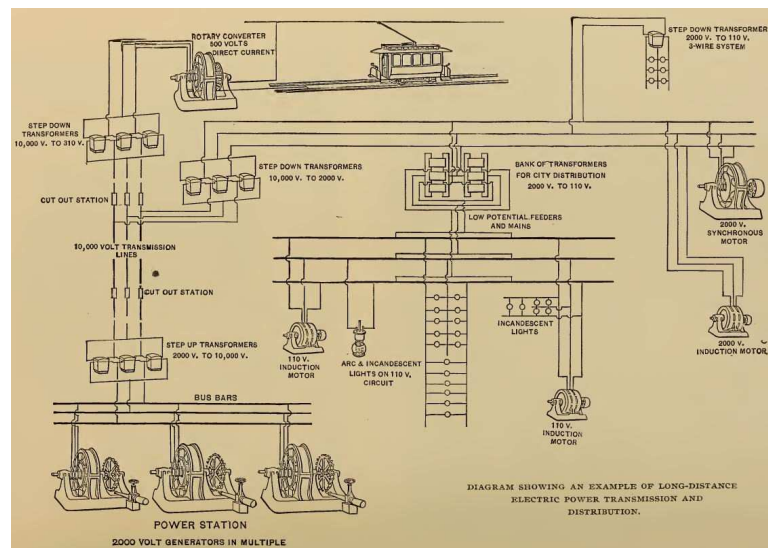 ROTARY CONVERTER
500 VOLTS
DIRECT CURRENT
STEP DOWN TRANSFORMER
2000 V. TO 110 V.
3-WIRE SYSTEM
STEP DOWN
TRANSFORMERS
10,000 V. TO 310 V.
STEP DOWN TRANSFORMERS
10,000 V. TO 2000 V.
BANK OF TRANSFORMERS
FOR CITY DISTRIBUTION
2000 V. TO 110 V.
CUT OUT STATION
LOW POTENTIAL FEEDERS
AND MAINS
2000 V.
SYNCHRONOUS
MOTOR
10,000 VOLT TRANSMISSION
LINES
CUT OUT STATION
STEP UP TRANSFORMERS
2000 V. TO 10,000 V.
110 V.
INDUCTION
MOTOR
ARC & INCANDESCENT
LIGHTS ON 110 V.
CIRCUIT
INCANDESCENT
LIGHTS
2000 V.
INDUCTION MOTOR
110 V.
INDUCTION
MOTOR
BUS BARS
POWER STATION
2000 VOLT GENERATORS IN MULTIPLE
DIAGRAM SHOWING AN EXAMPLE OF LONG-DISTANCE
ELECTRIC POWER TRANSMISSION AND
DISTRIBUTION.